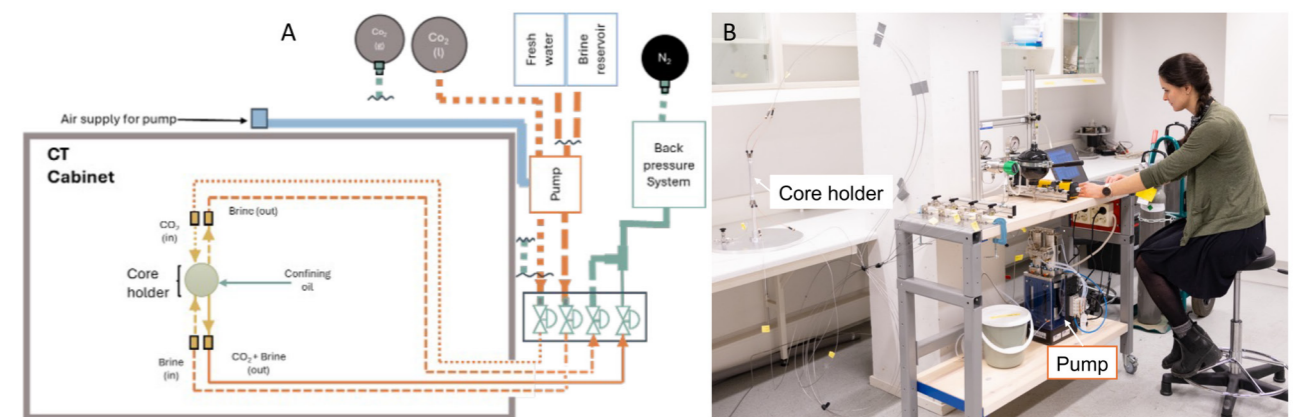 A
Co₂
(g)
Co₂
(l)
Fresh
water
Brine
reservoir
N₂
Air supply for pump
CT
Cabinet
Pump
Back
pressure
System
Brine (out)
CO₂
(in)
Core
holder
Confining
oil
Brine
(in)
CO₂ + Brine
(out)
B
Core holder
Pump